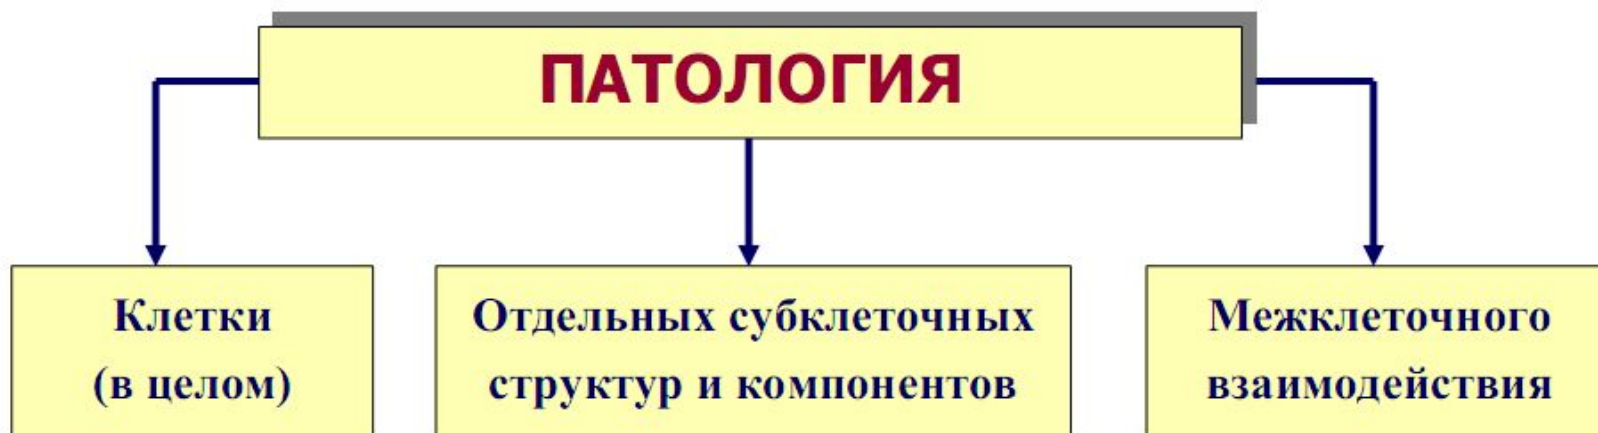 ПАТОЛОГИЯ
Клетки
(в целом)
Отдельных субклеточных
структур и компонентов
Межклеточного
взаимодействия